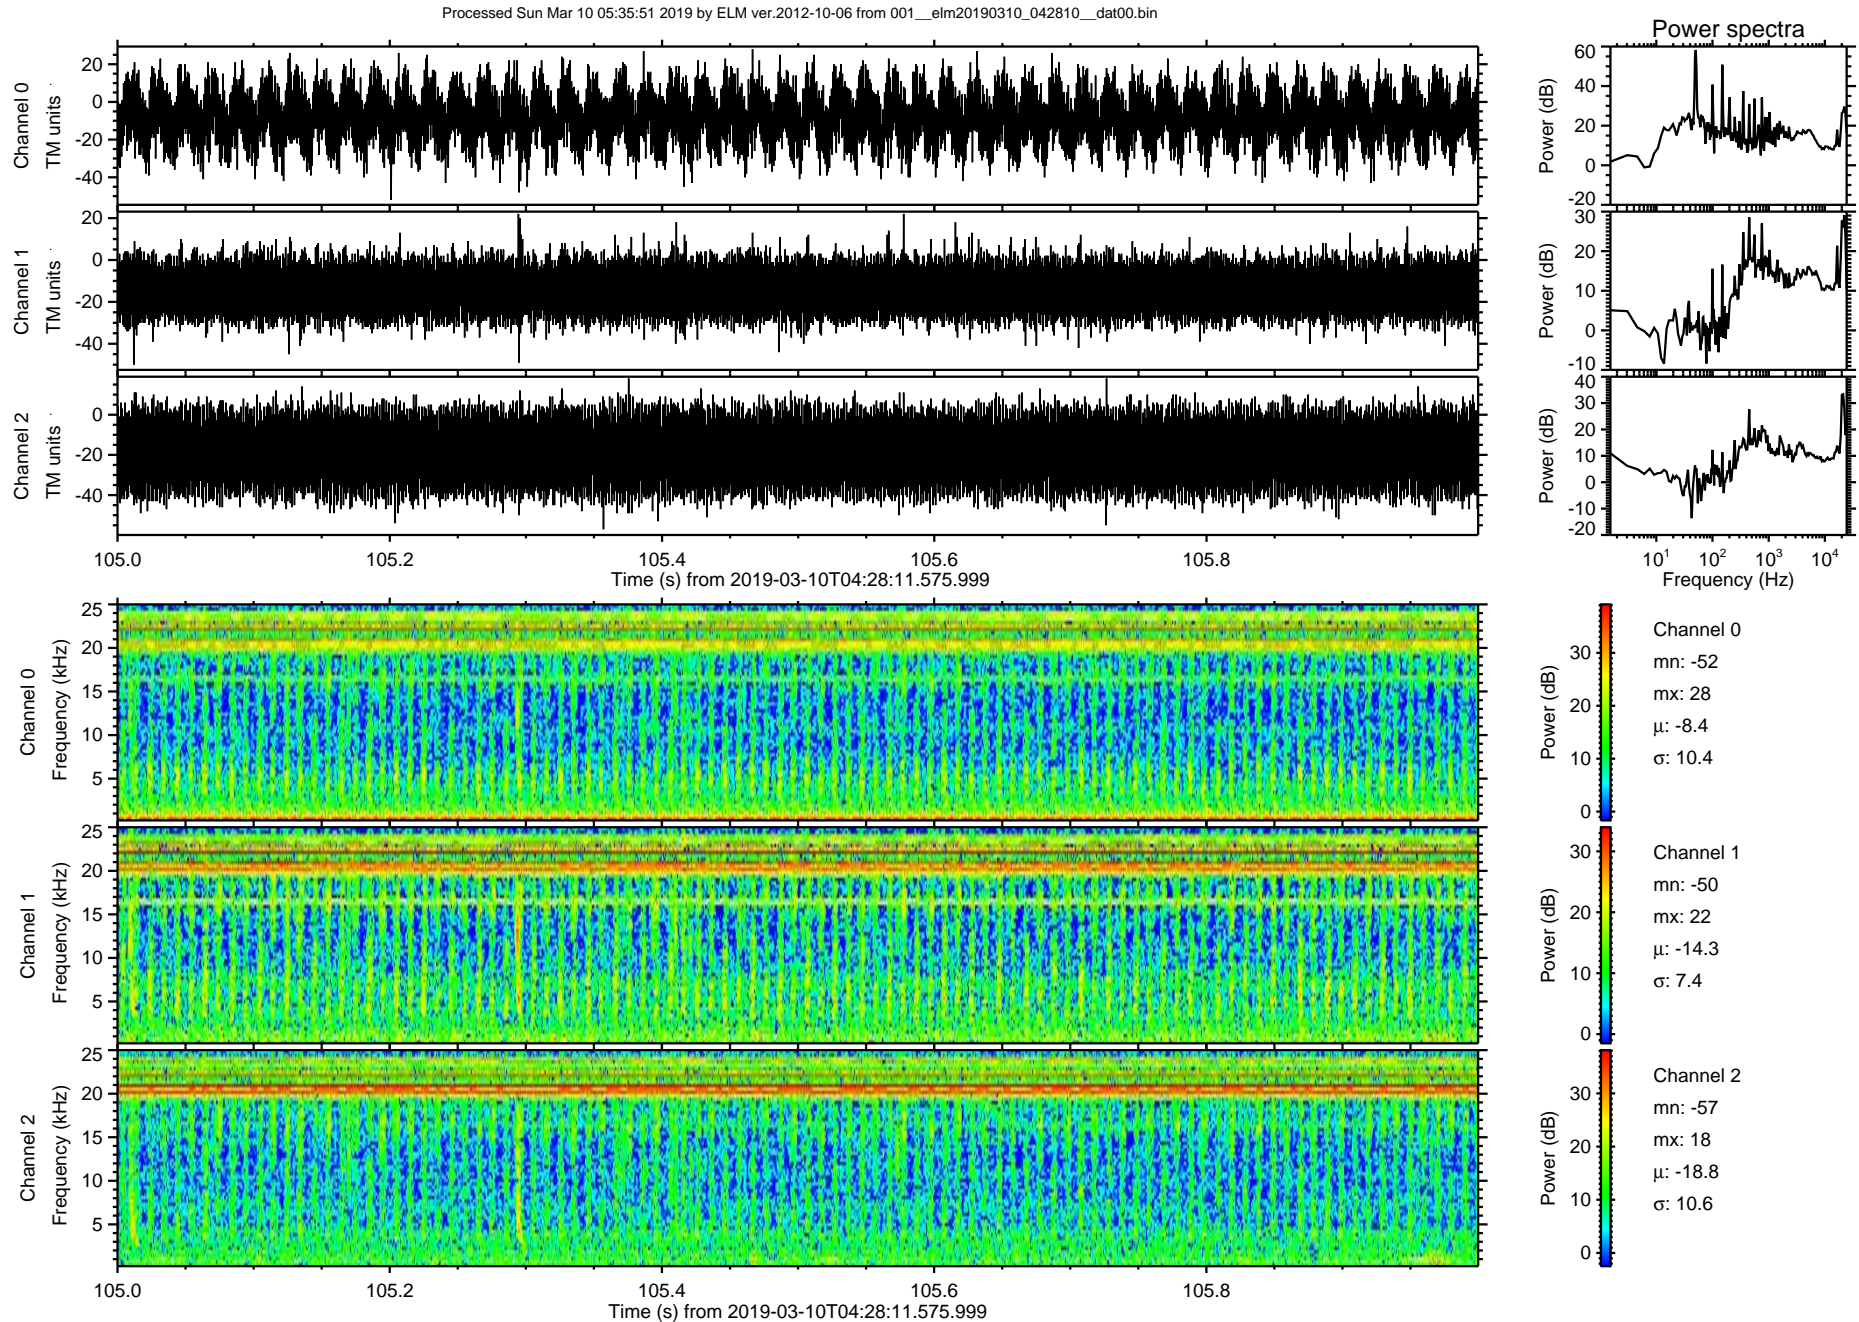 Processed Sun Mar 10 05:35:51 2019 by ELM ver.2012-10-06 from 001__elm20190310_042810__dat00.bin
Power spectra
Channel 0
TM units
20
0
-20
-40
Power (dB)
60
40
20
0
-20
Channel 1
TM units
20
0
-20
-40
Power (dB)
30
20
10
0
-10
Channel 2
TM units
0
-20
-40
Power (dB)
40
30
20
10
0
-10
-20
105.0 105.2 105.4 105.6 105.8
Time (s) from 2019-03-10T04:28:11.575.999
10¹ 10² 10³ 10⁴
Frequency (Hz)
Channel 0
Frequency (kHz)
25
20
15
10
5
Power (dB)
30
20
10
0
Channel 0
mn: -52
mx: 28
μ: -8.4
σ: 10.4
Channel 1
Frequency (kHz)
25
20
15
10
5
Power (dB)
30
20
10
0
Channel 1
mn: -50
mx: 22
μ: -14.3
σ: 7.4
Channel 2
Frequency (kHz)
25
20
15
10
5
Power (dB)
30
20
10
0
Channel 2
mn: -57
mx: 18
μ: -18.8
σ: 10.6
105.0 105.2 105.4 105.6 105.8
Time (s) from 2019-03-10T04:28:11.575.999